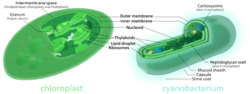 Intermembrane space
Granum
Outer membrane
Inner membrane
Nucleoid
Thylakoids
Lipid droplet
Ribosomes
Carboxysome
Peptidoglycan wall
Mucoid sheath
Capsule
Slime coat
chloroplast
cyanobacterium